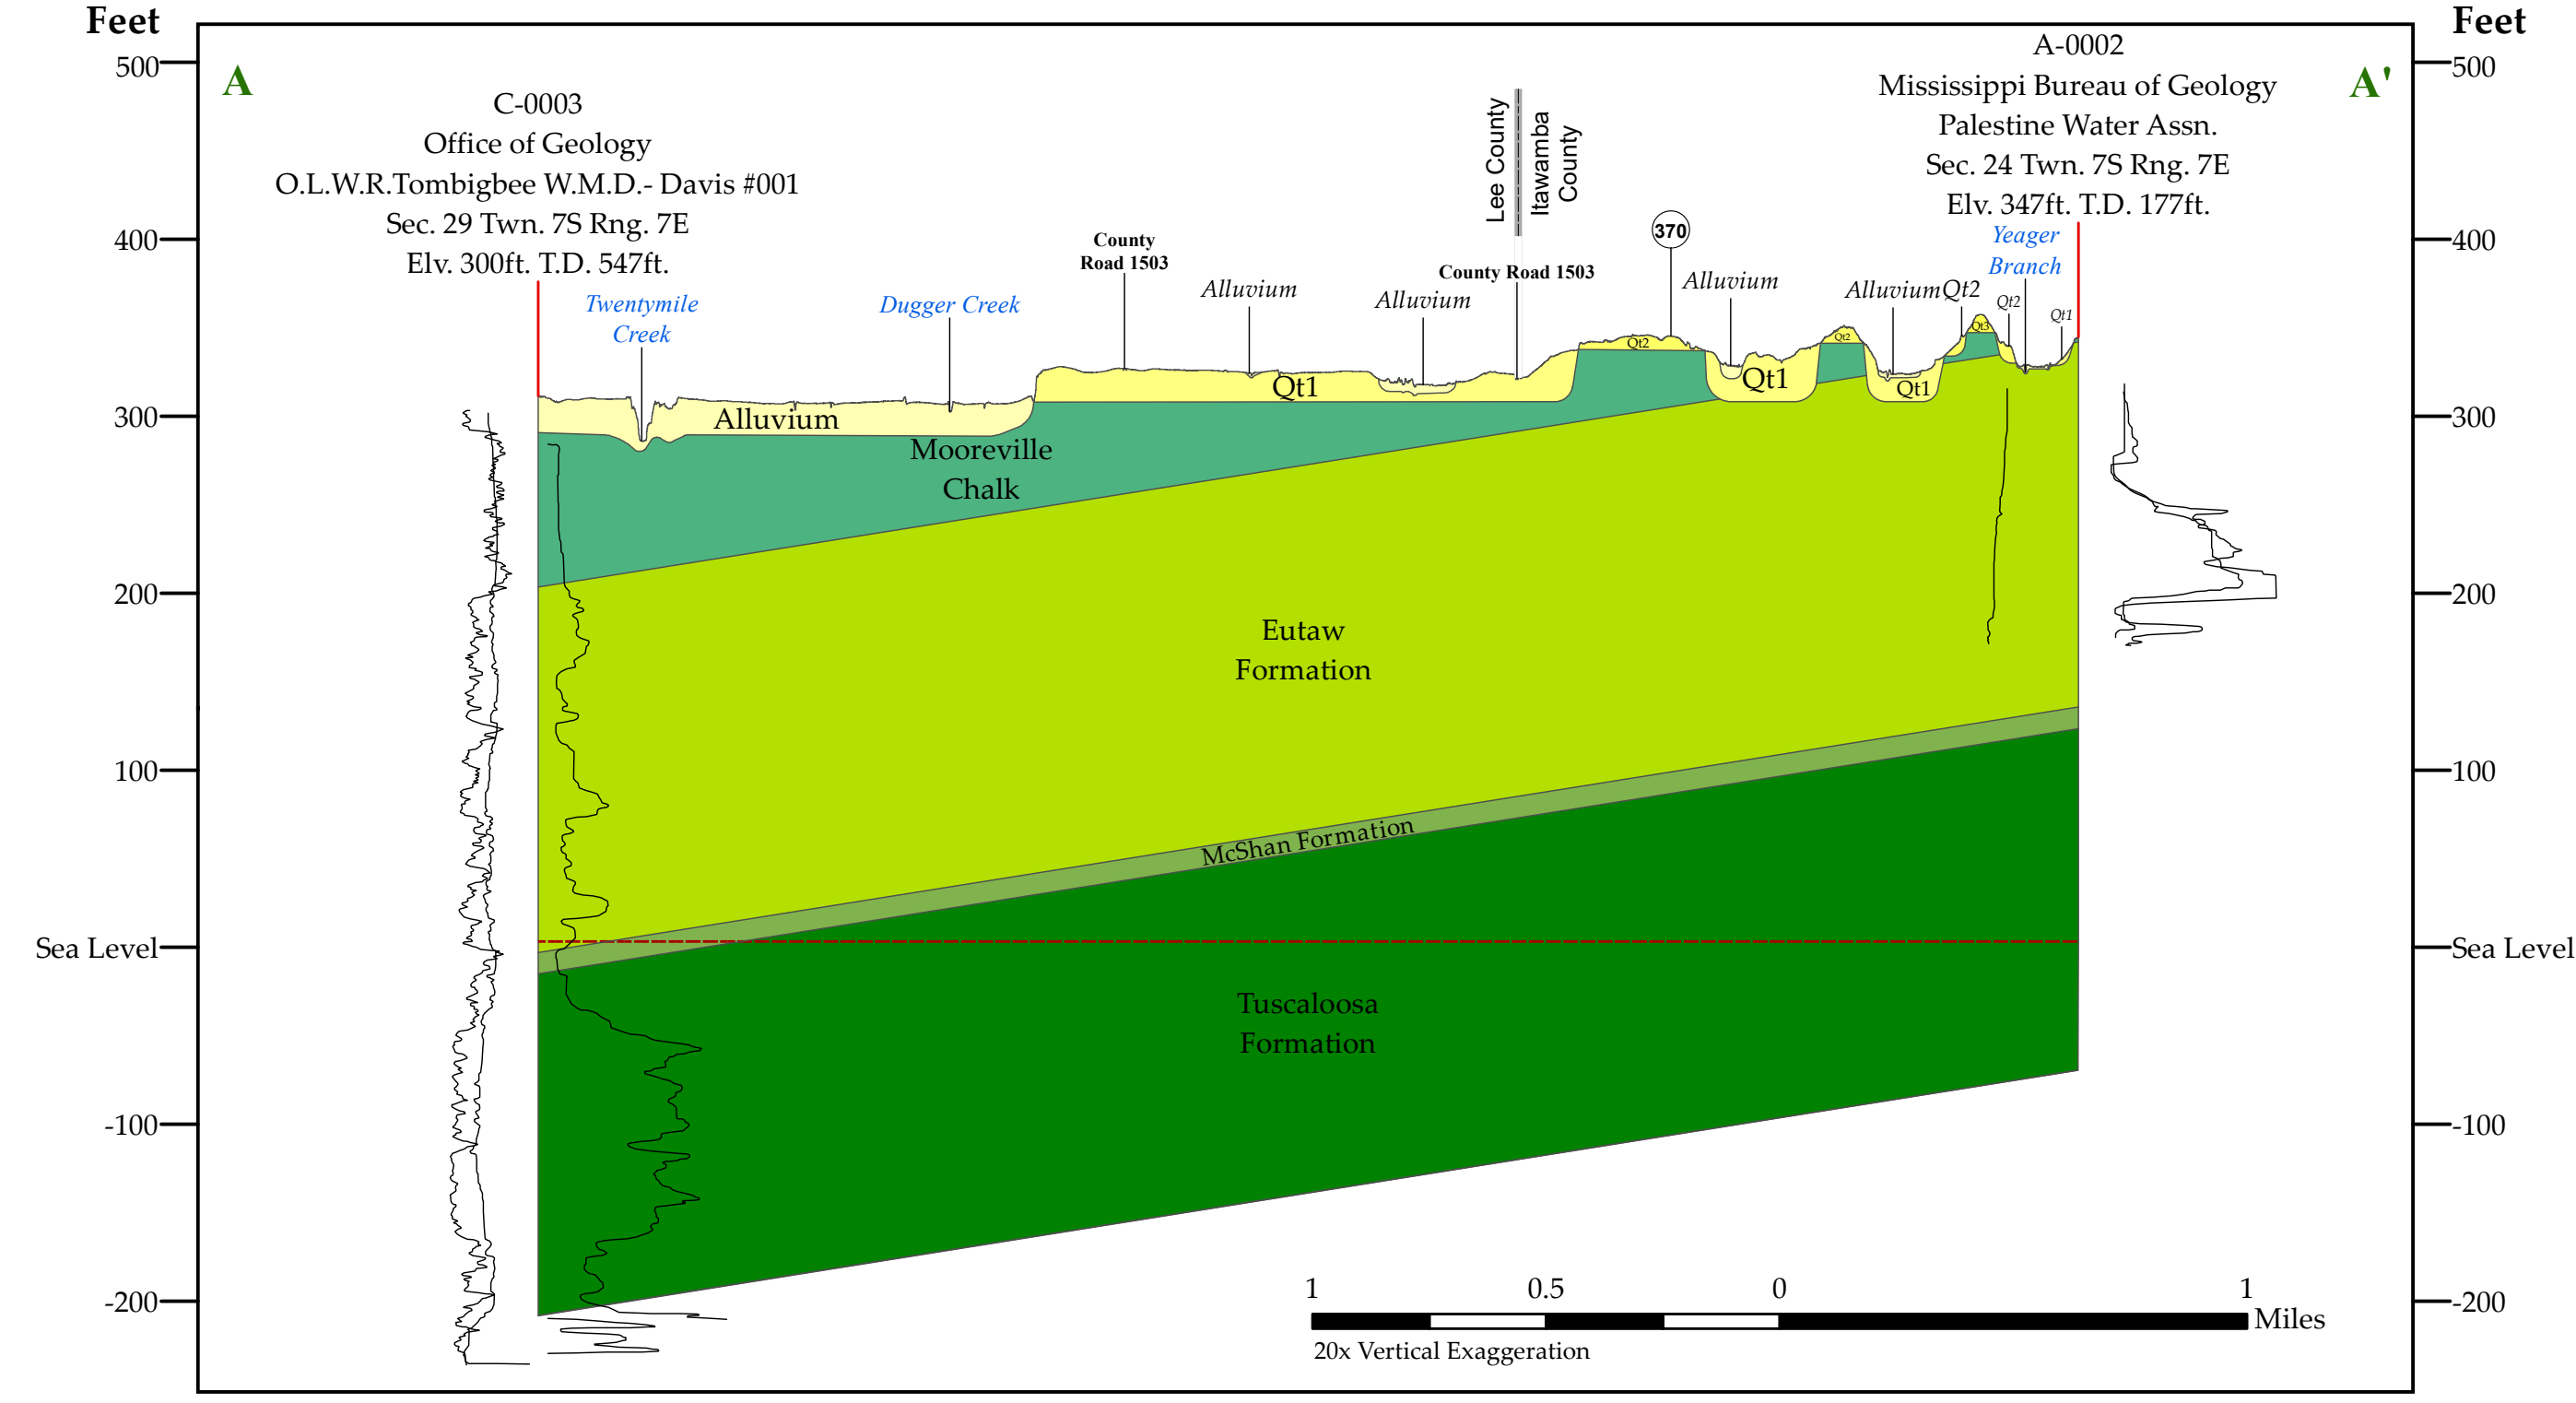 Feet
Feet
500
400
300
200
100
Sea Level
-100
-200
500
400
300
200
100
Sea Level
-100
-200
A
A'
C-0003
Office of Geology
O.L.W.R.Tombigbee W.M.D.- Davis #001
Sec. 29 Twn. 7S Rng. 7E
Elv. 300ft. T.D. 547ft.
A-0002
Mississippi Bureau of Geology
Palestine Water Assn.
Sec. 24 Twn. 7S Rng. 7E
Elv. 347ft. T.D. 177ft.
Lee County
Itawamba
County
Twentymile
Creek
Dugger Creek
County
Road 1503
Alluvium
Alluvium
County Road 1503
370
Alluvium
Alluvium
Qt2
Yeager
Branch
Qt2
Qt1
Qt2
Qt2
Qt3
Alluvium
Qt1
Qt1
Qt1
Mooreville
Chalk
Eutaw
Formation
McShan Formation
Tuscaloosa
Formation
1
0.5
0
1
Miles
20x Vertical Exaggeration